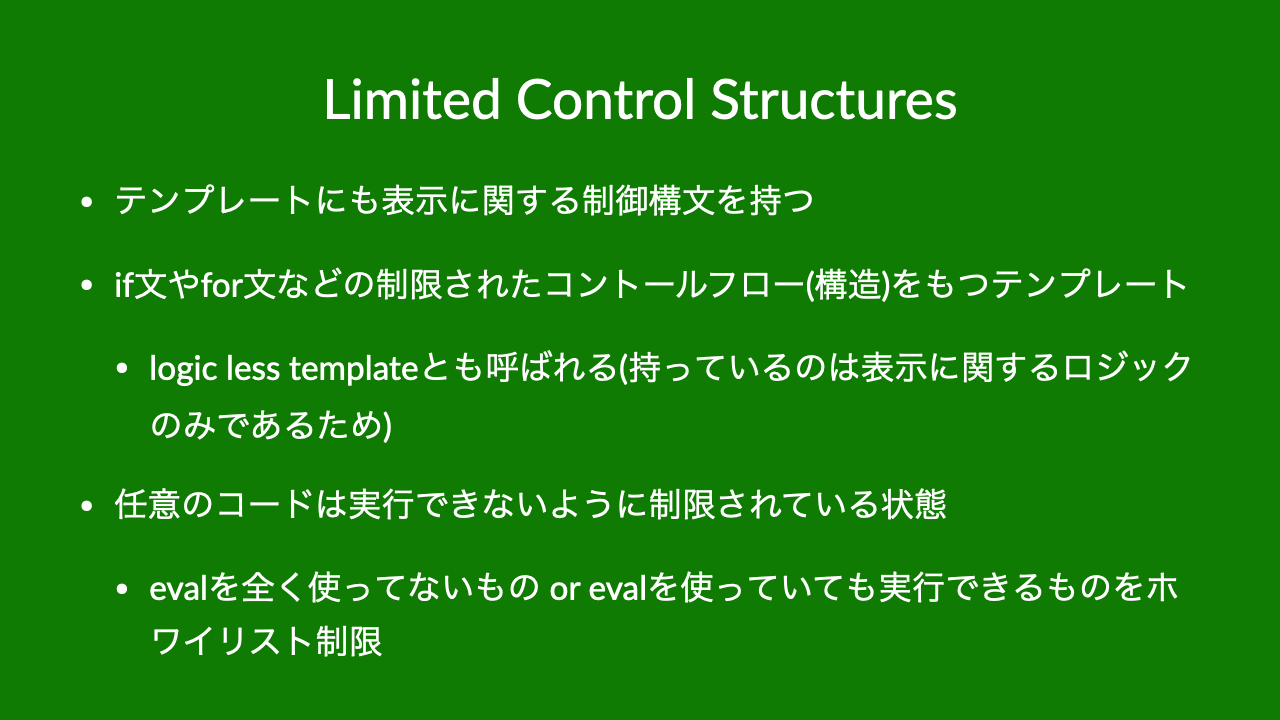 Limited Control Structures
• テンプレートにも表示に関する制御構文を持つ
• if文やfor文などの制限されたコントールフロー(構造)をもつテンプレート
• logic less templateとも呼ばれる(持っているのは表示に関するロジック
のみであるため)
• 任意のコードは実行できないように制限されている状態
• evalを全く使ってないもの or evalを使っていても実行できるものをホ
ワイリスト制限